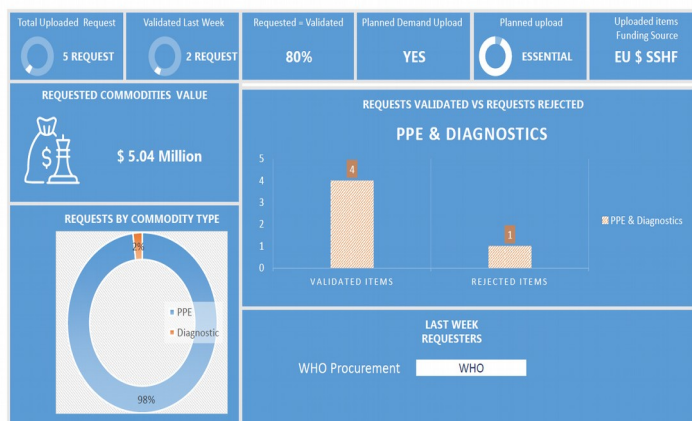 Total Uploaded Request
5 REQUEST
Validated Last Week
2 REQUEST
Requested = Validated
80%
Planned Demand Upload
YES
Planned upload
ESSENTIAL
Uploaded items
Funding Source
EU $ SSHF
REQUESTED COMMODITIES VALUE
$
$ 5.04 Million
REQUESTS VALIDATED VS REQUESTS REJECTED
PPE & DIAGNOSTICS
5
4
3
2
1
0
4
1
VALIDATED ITEMS
REJECTED ITEMS
PPE & Diagnostics
REQUESTS BY COMMODITY TYPE
2%
PPE
Diagnostic
98%
LAST WEEK
REQUESTERS
WHO Procurement
WHO